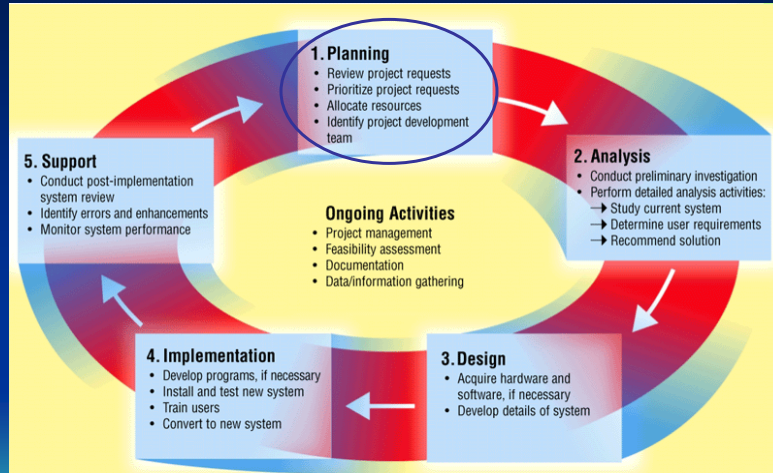 1. Planning
• Review project requests
• Prioritize project requests
• Allocate resources
• Identify project development
team
2. Analysis
• Conduct preliminary investigation
• Perform detailed analysis activities:
→ Study current system
→ Determine user requirements
→ Recommend solution
3. Design
• Acquire hardware and
software, if necessary
• Develop details of system
4. Implementation
• Develop programs, if necessary
• Install and test new system
• Train users
• Convert to new system
5. Support
• Conduct post-implementation
system review
• Identify errors and enhancements
• Monitor system performance
Ongoing Activities
• Project management
• Feasibility assessment
• Documentation
• Data/information gathering